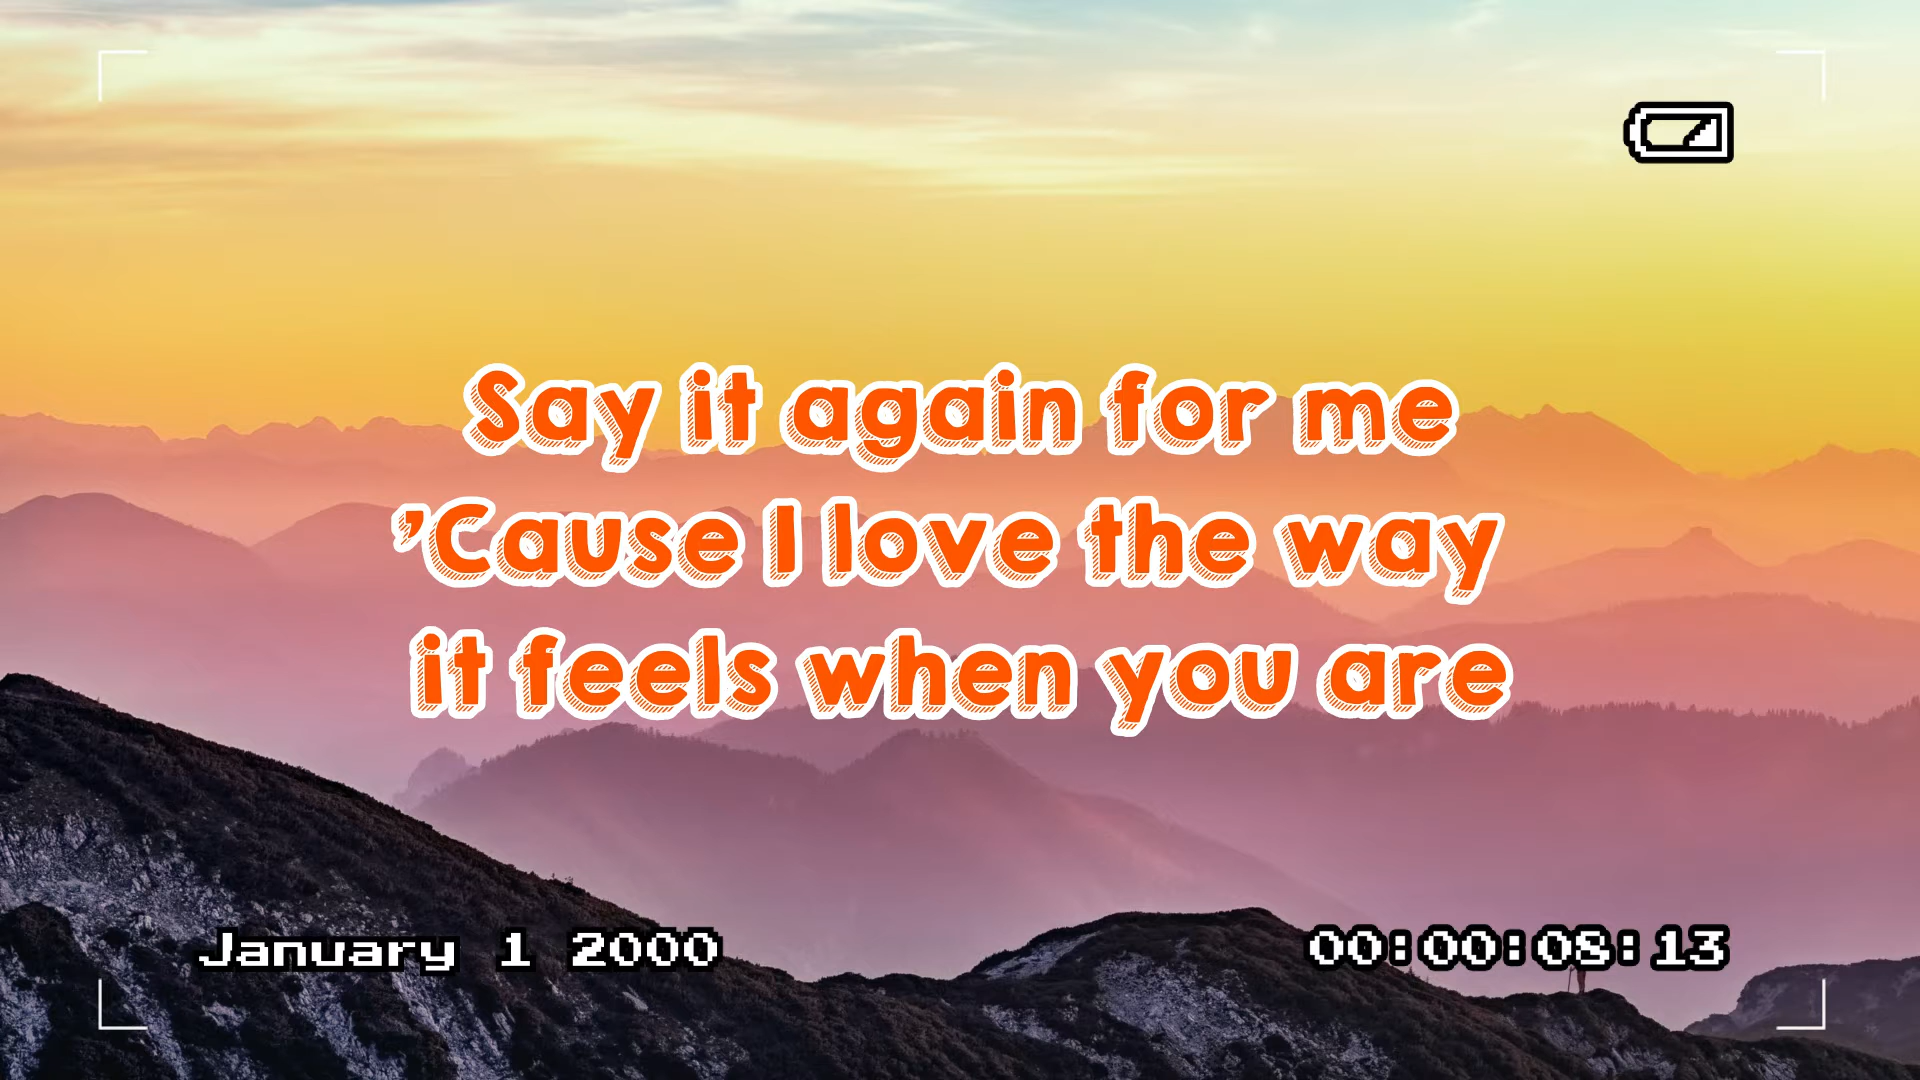 Say it again for me
'Cause I love the way
it feels when you are
January 1 2000
00:00:08:13